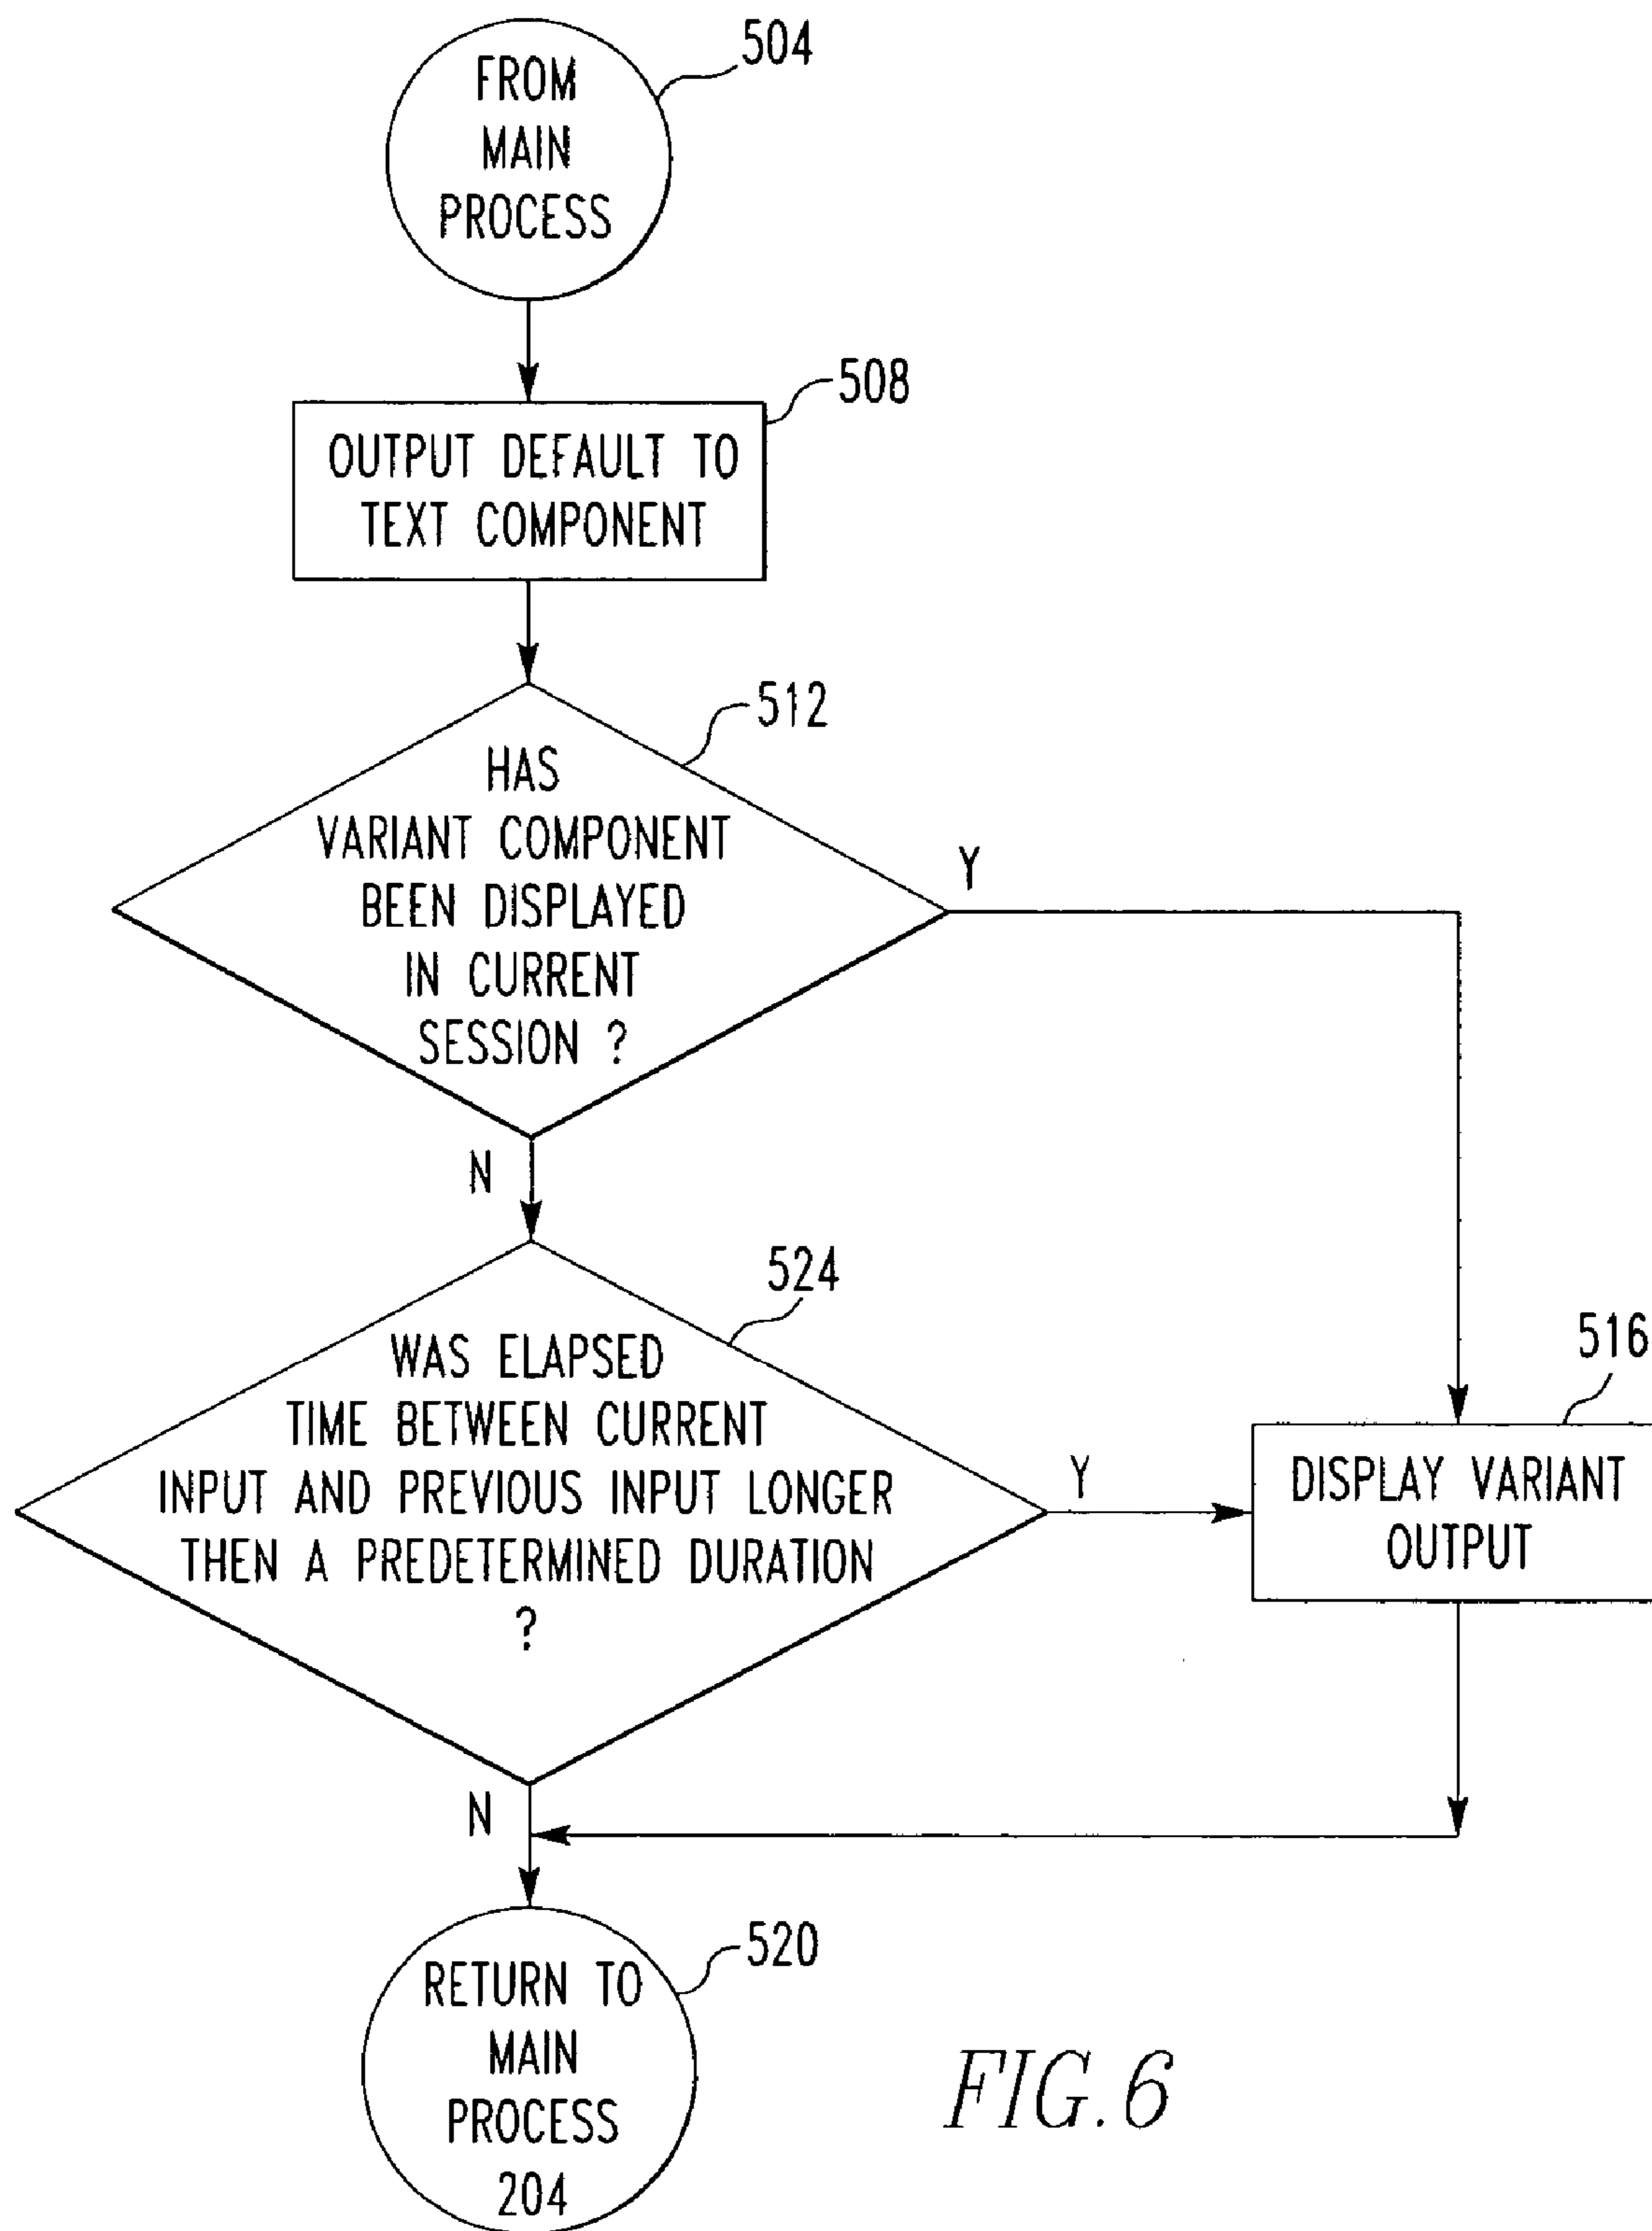 504
FROM
MAIN
PROCESS
508
OUTPUT DEFAULT TO
TEXT COMPONENT
512
HAS
VARIANT COMPONENT
BEEN DISPLAYED
IN CURRENT
SESSION ?
Y
N
524
WAS ELAPSED
TIME BETWEEN CURRENT
INPUT AND PREVIOUS INPUT LONGER
THEN A PREDETERMINED DURATION
?
Y
516
DISPLAY VARIANT
OUTPUT
N
520
RETURN TO
MAIN
PROCESS
204
FIG. 6